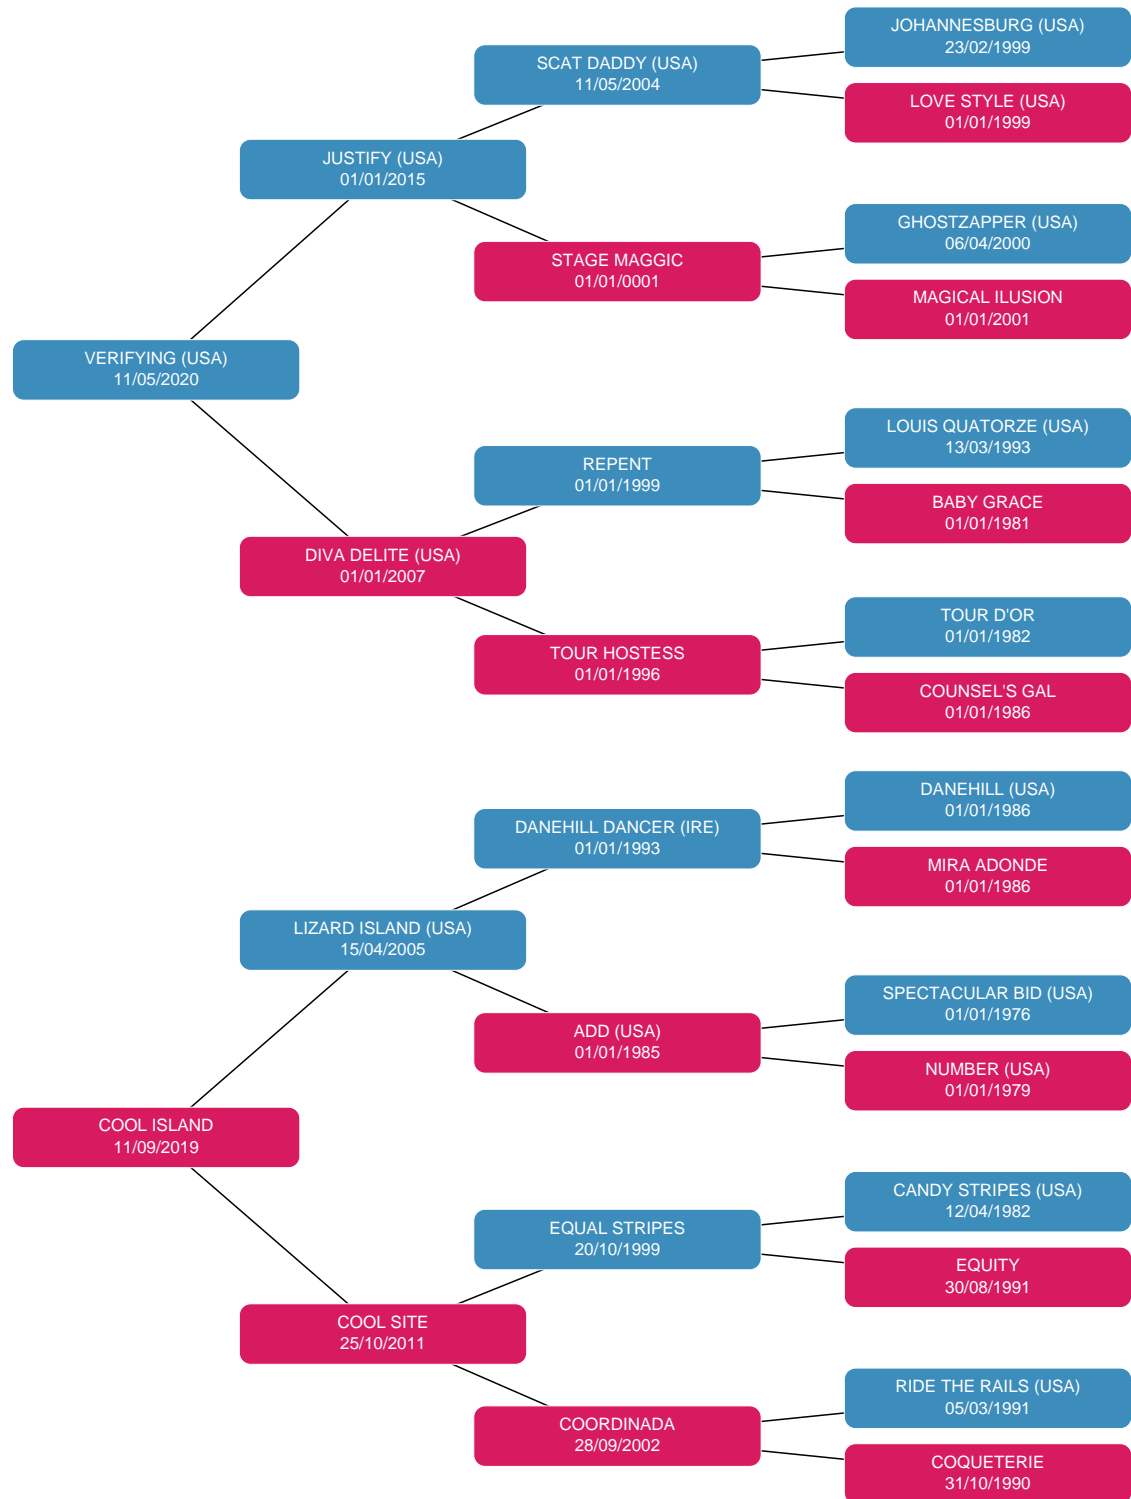 JOHANNESBURG (USA)
23/02/1999
SCAT DADDY (USA)
11/05/2004
LOVE STYLE (USA)
01/01/1999
JUSTIFY (USA)
01/01/2015
GHOSTZAPPER (USA)
06/04/2000
STAGE MAGGIC
01/01/0001
MAGICAL ILUSION
01/01/2001
VERIFYING (USA)
11/05/2020
LOUIS QUATORZE (USA)
13/03/1993
REPENT
01/01/1999
BABY GRACE
01/01/1981
DIVA DELITE (USA)
01/01/2007
TOUR D'OR
01/01/1982
TOUR HOSTESS
01/01/1996
COUNSEL'S GAL
01/01/1986
DANEHILL (USA)
01/01/1986
DANEHILL DANCER (IRE)
01/01/1993
MIRA ADONDE
01/01/1986
LIZARD ISLAND (USA)
15/04/2005
SPECTACULAR BID (USA)
01/01/1976
ADD (USA)
01/01/1985
NUMBER (USA)
01/01/1979
COOL ISLAND
11/09/2019
CANDY STRIPES (USA)
12/04/1982
EQUAL STRIPES
20/10/1999
EQUITY
30/08/1991
COOL SITE
25/10/2011
RIDE THE RAILS (USA)
05/03/1991
COORDINADA
28/09/2002
COQUETERIE
31/10/1990